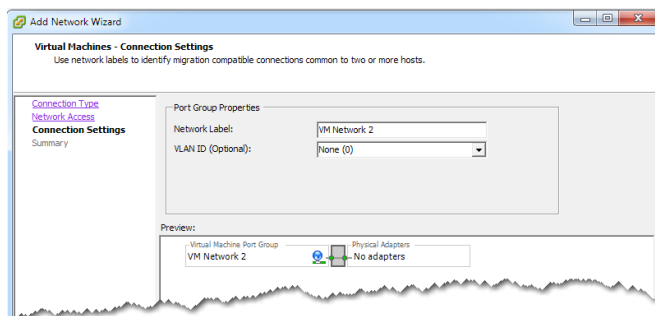 Add Network Wizard
Virtual Machines - Connection Settings
Use network labels to identify migration compatible connections common to two or more hosts.
Connection Type
Network Access
Connection Settings
Summary
Port Group Properties
Network Label:
VM Network 2
VLAN ID (Optional):
None (0)
Preview:
Virtual Machine Port Group
VM Network 2
Physical Adapters
No adapters